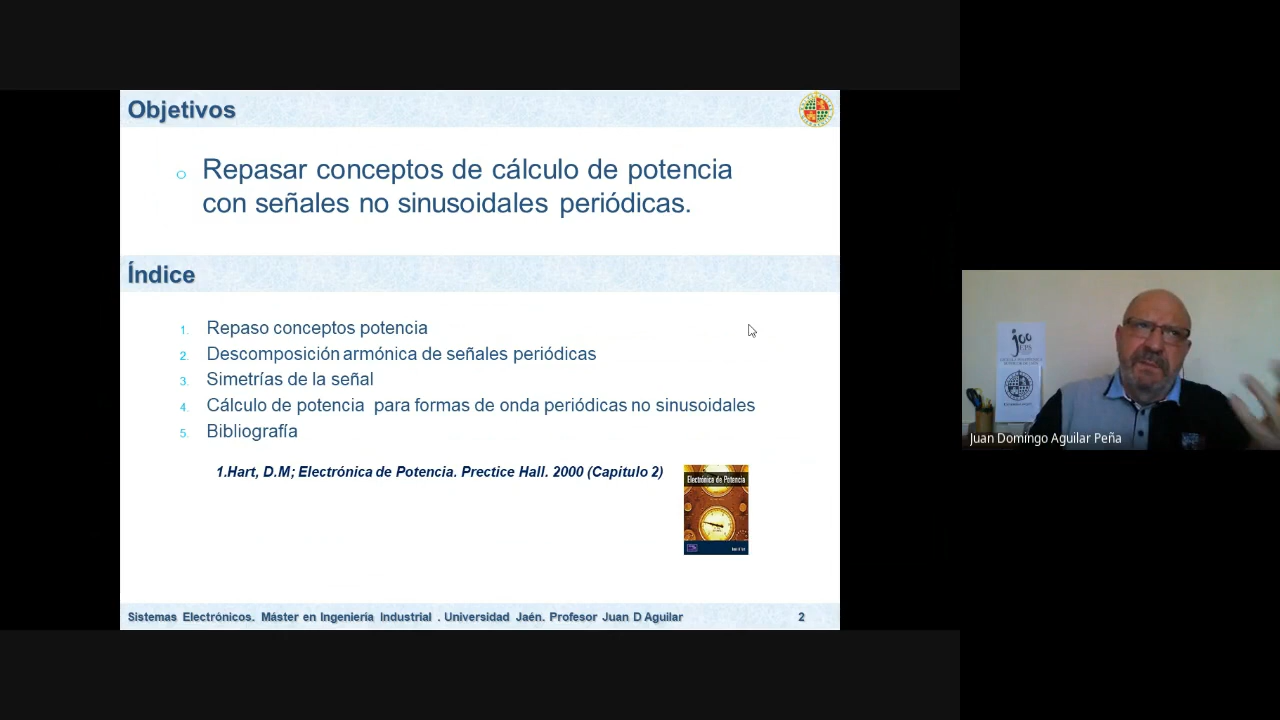 Objetivos
o Repasar conceptos de cálculo de potencia
con señales no sinusoidales periódicas.
Índice
1. Repaso conceptos potencia
2. Descomposición armónica de señales periódicas
3. Simetrías de la señal
4. Cálculo de potencia para formas de onda periódicas no sinusoidales
5. Bibliografía
1.Hart, D.M; Electrónica de Potencia. Prectice Hall. 2000 (Capitulo 2)
Electrónica de Potencia
Sistemas Electrónicos. Máster en Ingeniería Industrial . Universidad Jaén. Profesor Juan D Aguilar 2
joo
Juan Domingo Aguilar Peña